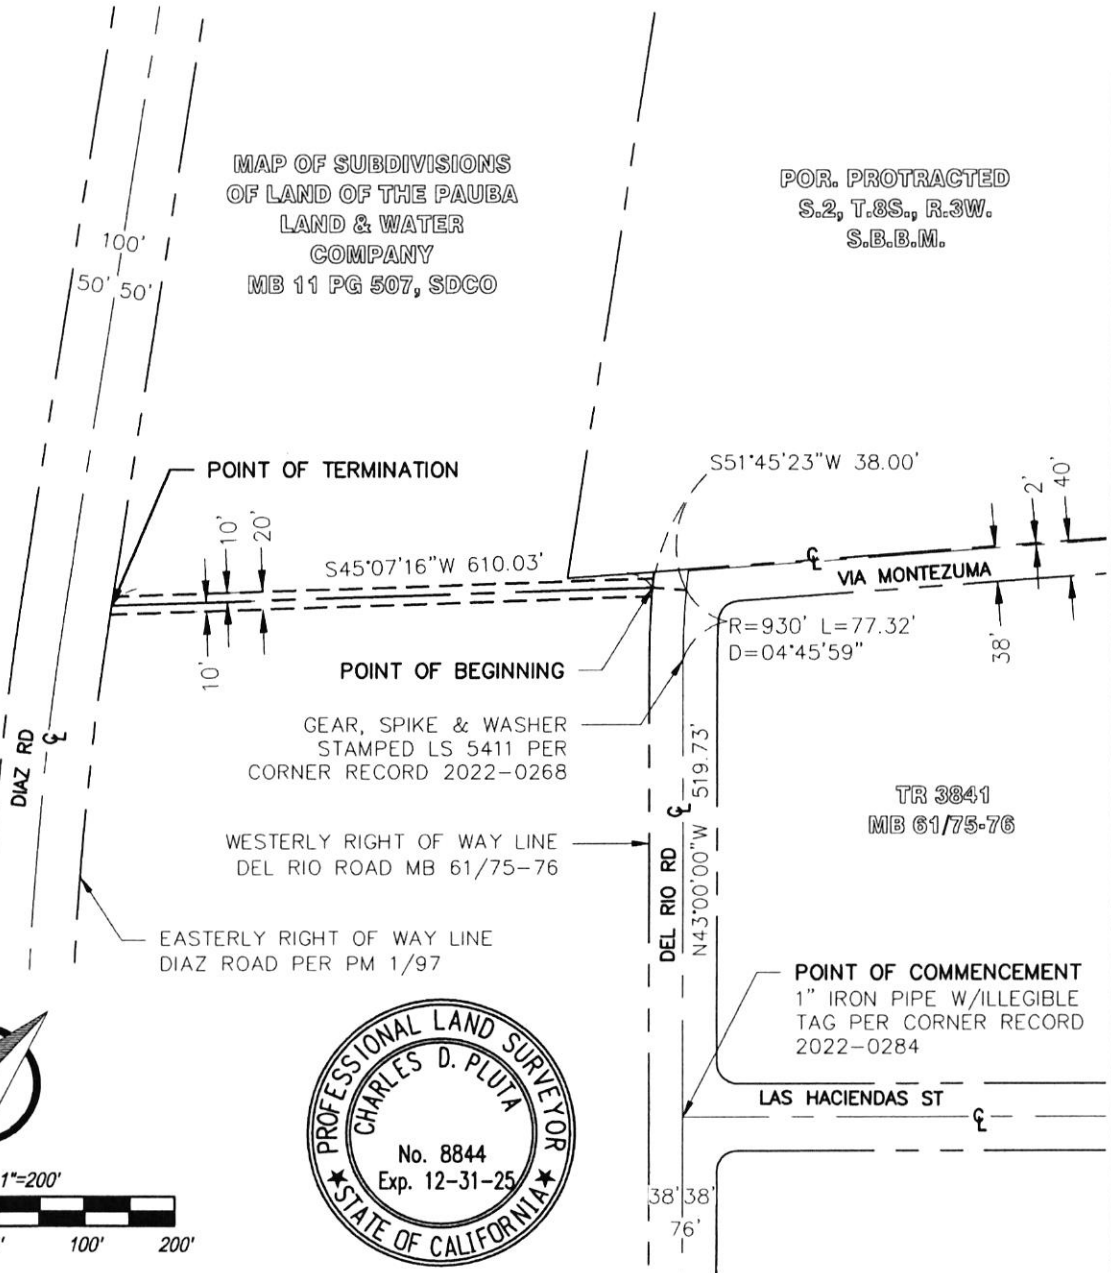 MAP OF SUBDIVISIONS
OF LAND OF THE PAUBA
LAND & WATER
COMPANY
MB 11 PG 507, SDCO
POR. PROTRACTED
S.2, T.8S., R.3W.
S.B.B.M.
100'
50' 50'
POINT OF TERMINATION
S51°45'23"W 38.00'
10'
20'
10'
S45°07'16"W 610.03'
2'
40'
38'
℄
VIA MONTEZUMA
R=930' L=77.32'
D=04°45'59"
POINT OF BEGINNING
GEAR, SPIKE & WASHER
STAMPED LS 5411 PER
CORNER RECORD 2022-0268
DIAZ RD
℄
WESTERLY RIGHT OF WAY LINE
DEL RIO ROAD MB 61/75-76
DEL RIO RD
℄
N43°00'00"W 519.73'
TR 3841
MB 61/75-76
EASTERLY RIGHT OF WAY LINE
DIAZ ROAD PER PM 1/97
POINT OF COMMENCEMENT
1" IRON PIPE W/ILLEGIBLE
TAG PER CORNER RECORD
2022-0284
LAS HACIENDAS ST
℄
PROFESSIONAL LAND SURVEYOR
CHARLES D. PLUTA
No. 8844
Exp. 12-31-25
STATE OF CALIFORNIA
38' 38'
76'
1"=200'
' 100' 200'